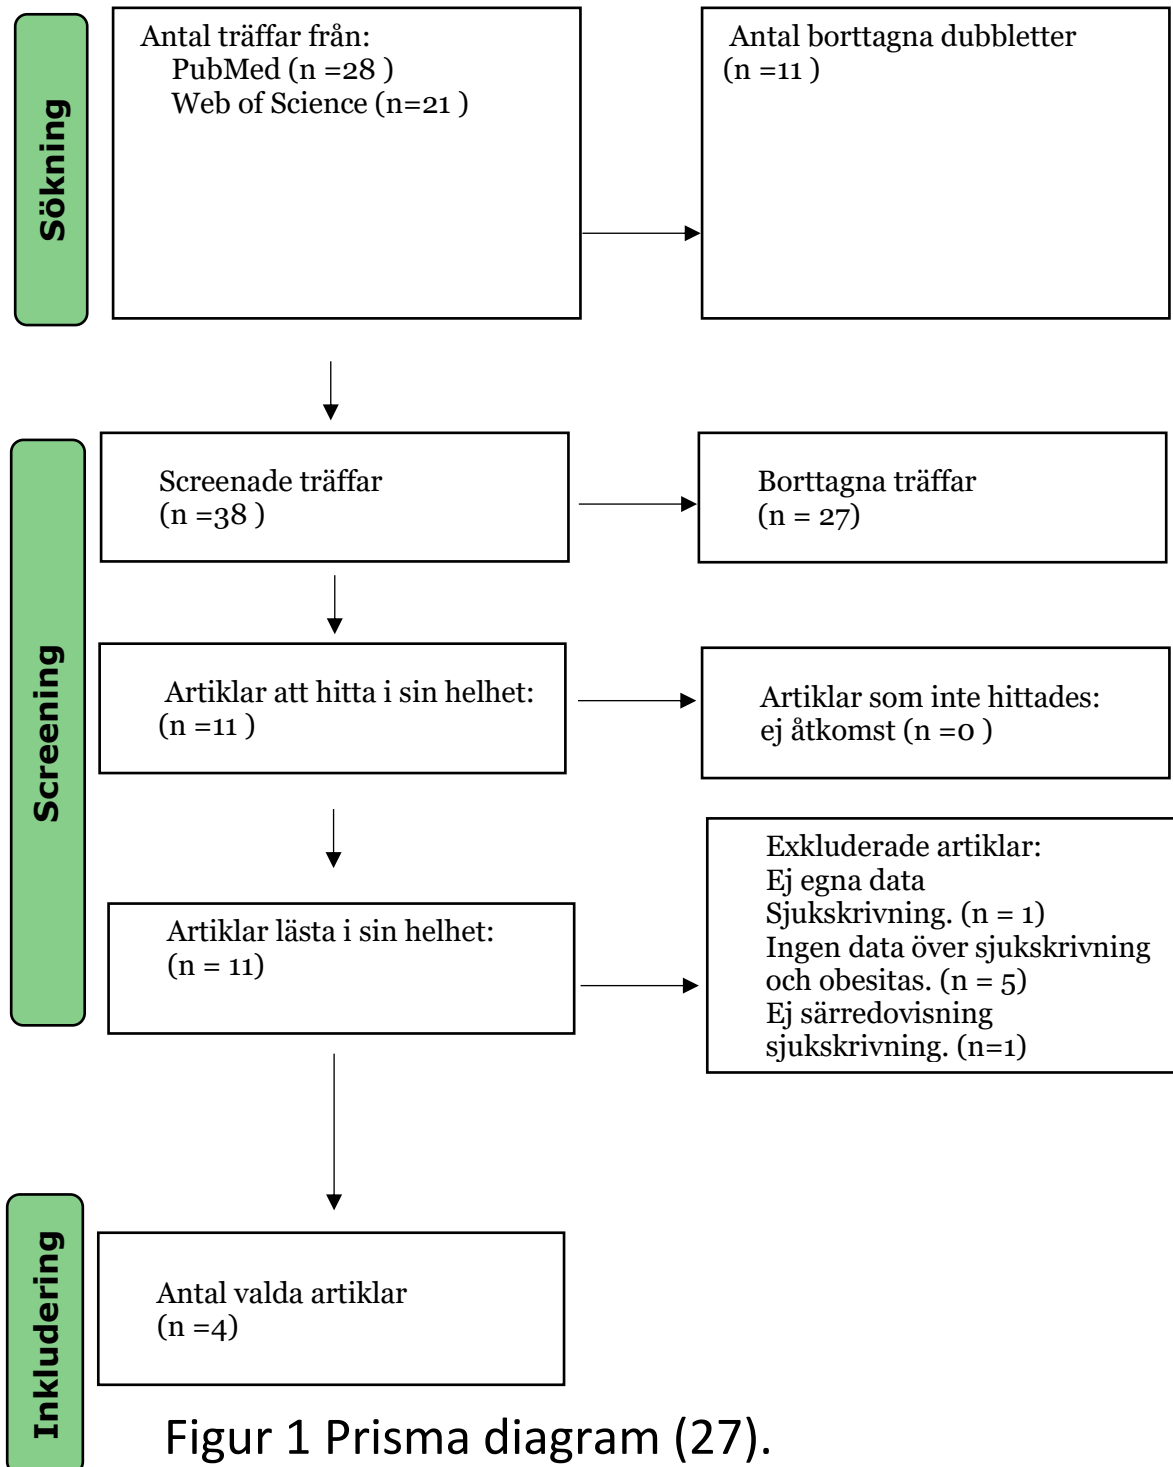 Sökning
Antal träffar från:
PubMed (n =28 )
Web of Science (n=21 )
Antal borttagna dubbletter
(n =11 )
Screening
Screenade träffar
(n =38 )
Borttagna träffar
(n = 27)
Artiklar att hitta i sin helhet:
(n =11 )
Artiklar som inte hittades:
ej åtkomst (n =0 )
Artiklar lästa i sin helhet:
(n = 11)
Exkluderade artiklar:
Ej egna data
Sjukskrivning. (n = 1)
Ingen data över sjukskrivning
och obesitas. (n = 5)
Ej särredovisning
sjukskrivning. (n=1)
Inkludering
Antal valda artiklar
(n =4)
Figur 1 Prisma diagram (27).